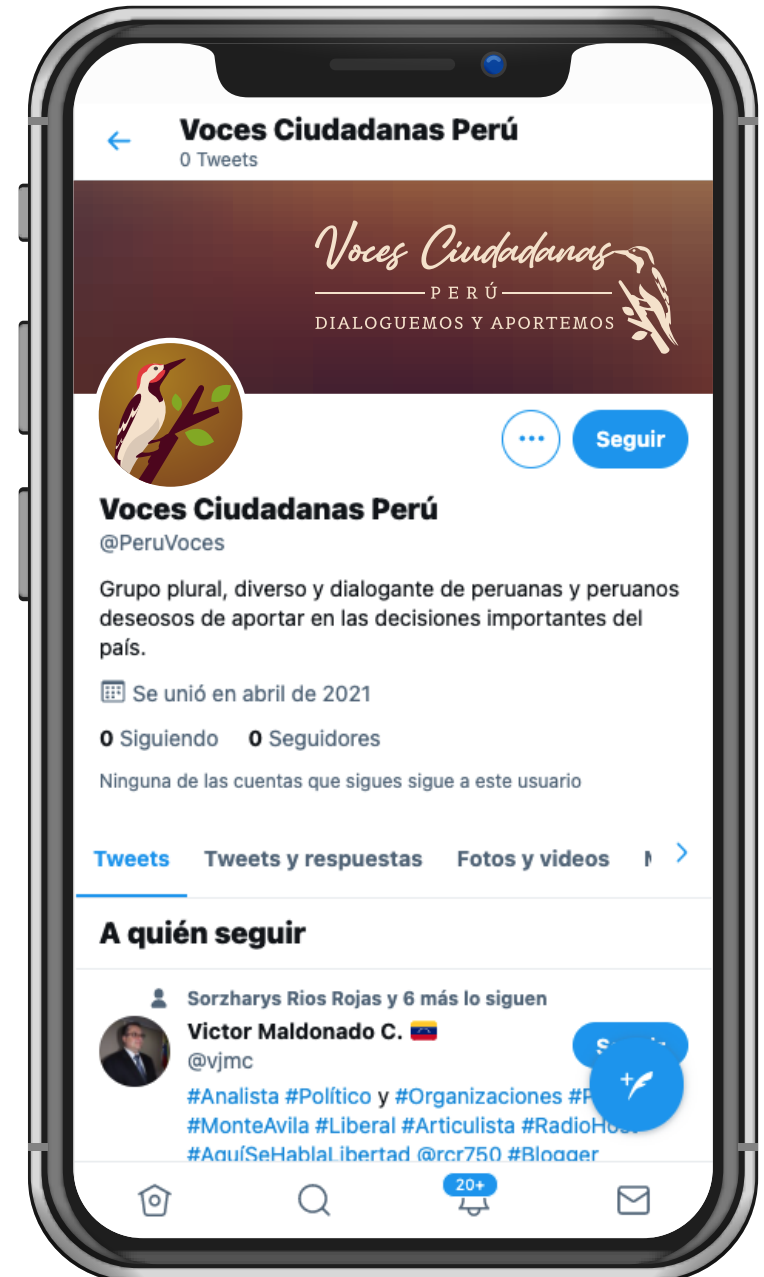 Voces Ciudadanas Perú
0 Tweets
Voces Ciudadanas
PERÚ
DIALOGUEMOS Y APORTEMOS
Seguir
Voces Ciudadanas Perú
@PeruVoces
Grupo plural, diverso y dialogante de peruanas y peruanos
deseosos de aportar en las decisiones importantes del
país.
Se unió en abril de 2021
0 Siguiendo 0 Seguidores
Ninguna de las cuentas que sigues sigue a este usuario
Tweets Tweets y respuestas Fotos y videos
A quién seguir
Sorzharys Rios Rojas y 6 más lo siguen
Victor Maldonado C.
@vjmc
#Analista #Político y #Organizaciones
#MonteAvila #Liberal #Articulista
#AquíSeHablaLibertad @rcr750 #Blogger
20+